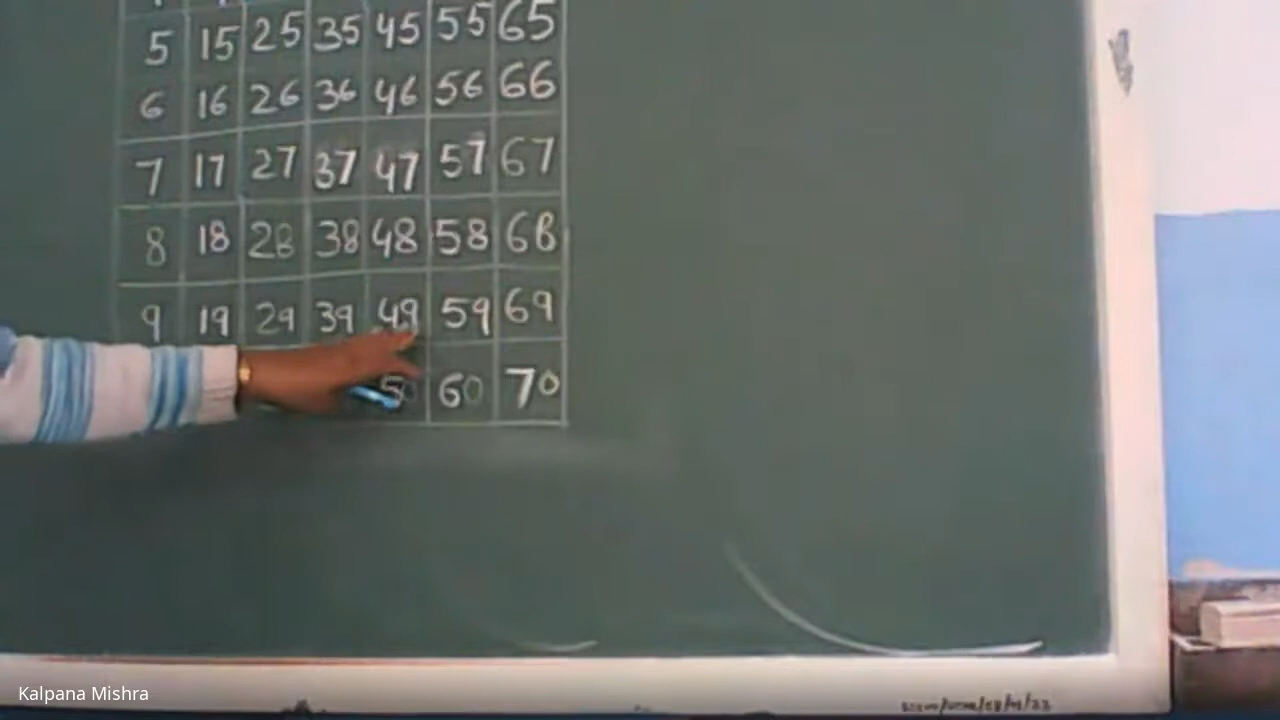 5 15 25 35 45 55 65
6 16 26 36 46 56 66
7 17 27 37 47 57 67
8 18 28 38 48 58 68
9 19 29 39 49 59 69
50 60 70
Kalpana Mishra